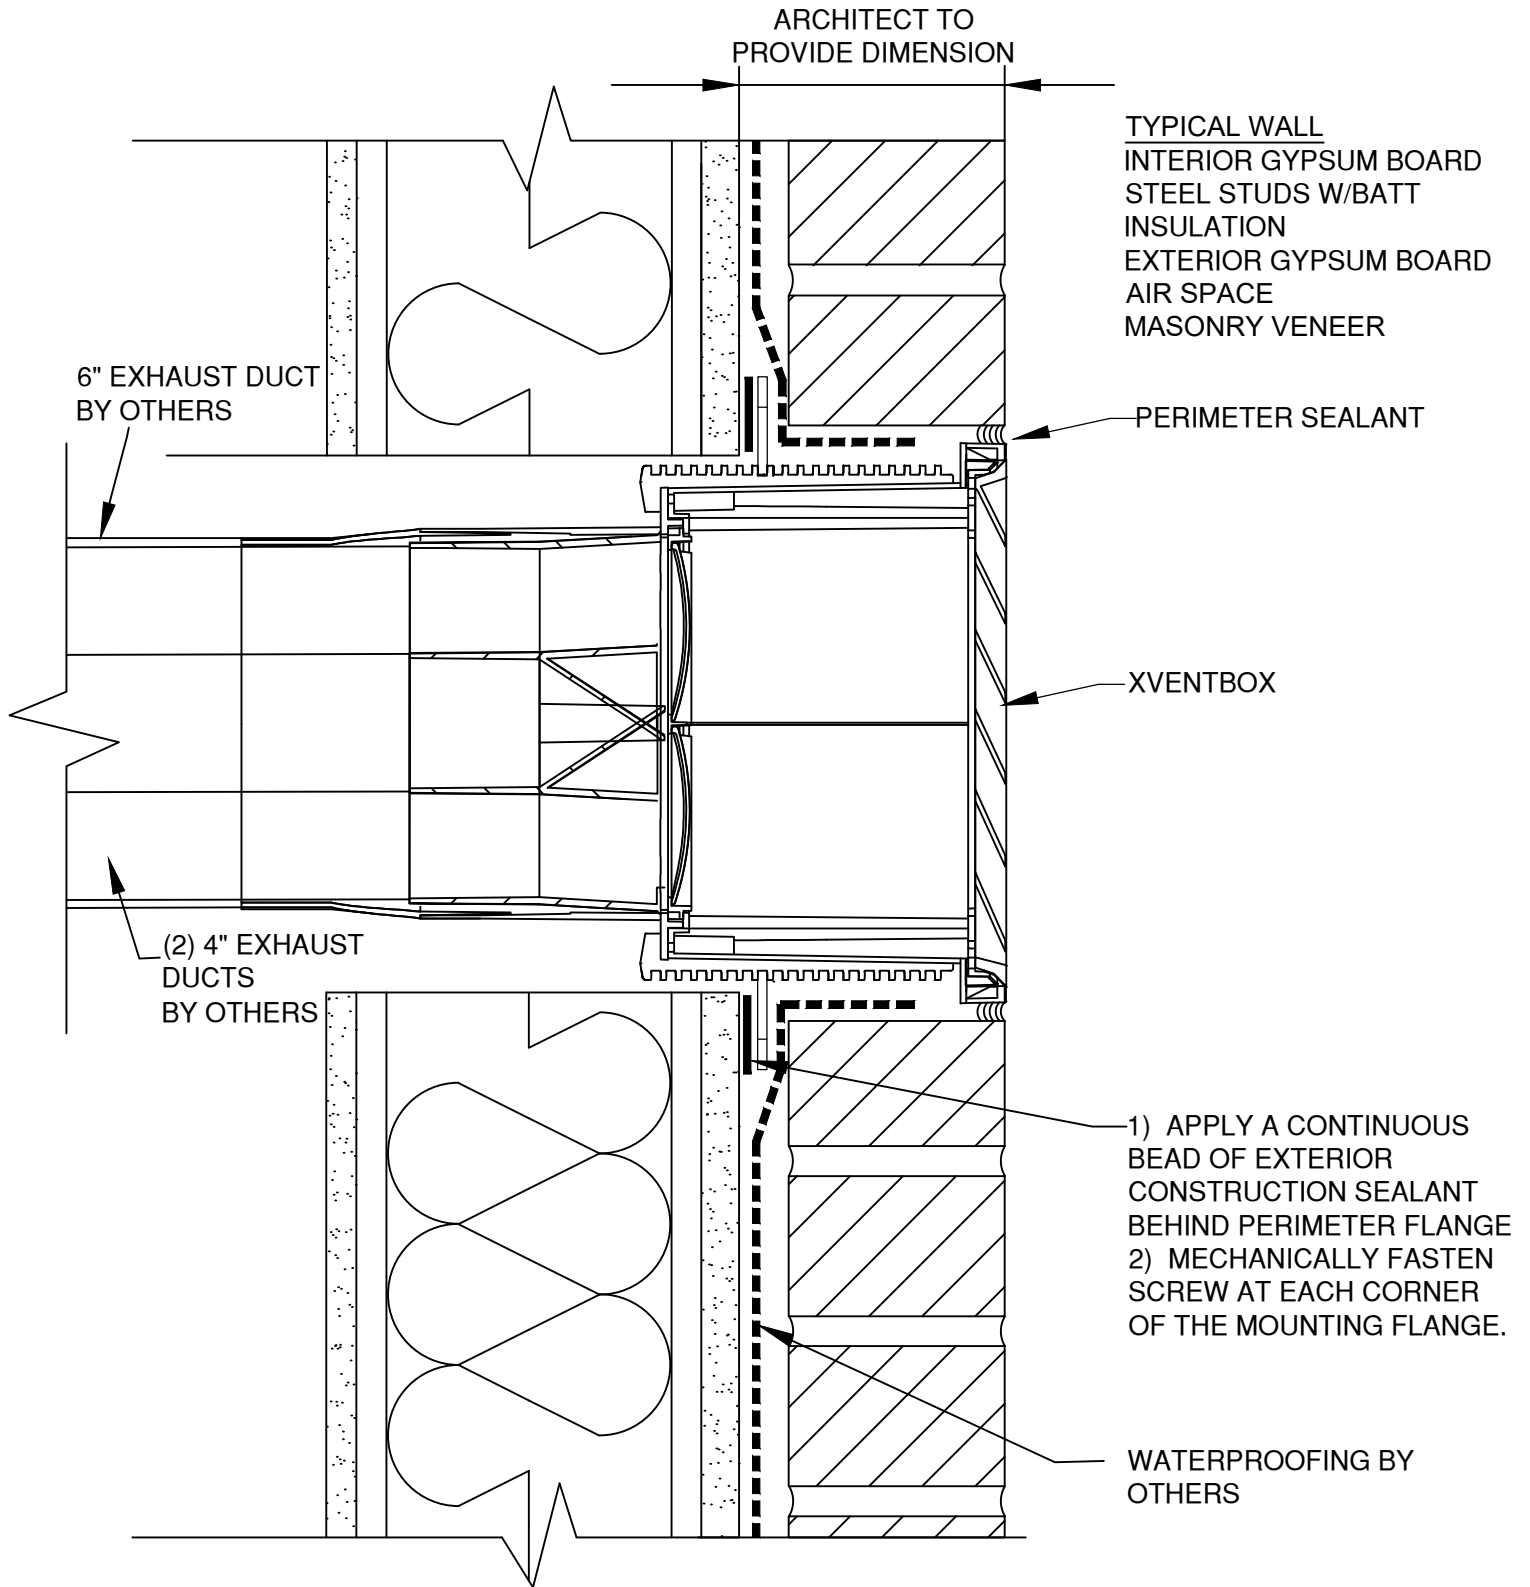 ARCHITECT TO
PROVIDE DIMENSION
TYPICAL WALL
INTERIOR GYPSUM BOARD
STEEL STUDS W/BATT
INSULATION
EXTERIOR GYPSUM BOARD
AIR SPACE
MASONRY VENEER
6" EXHAUST DUCT
BY OTHERS
PERIMETER SEALANT
XVENTBOX
(2) 4" EXHAUST
DUCTS
BY OTHERS
1) APPLY A CONTINUOUS
BEAD OF EXTERIOR
CONSTRUCTION SEALANT
BEHIND PERIMETER FLANGE
2) MECHANICALLY FASTEN
SCREW AT EACH CORNER
OF THE MOUNTING FLANGE.
WATERPROOFING BY
OTHERS